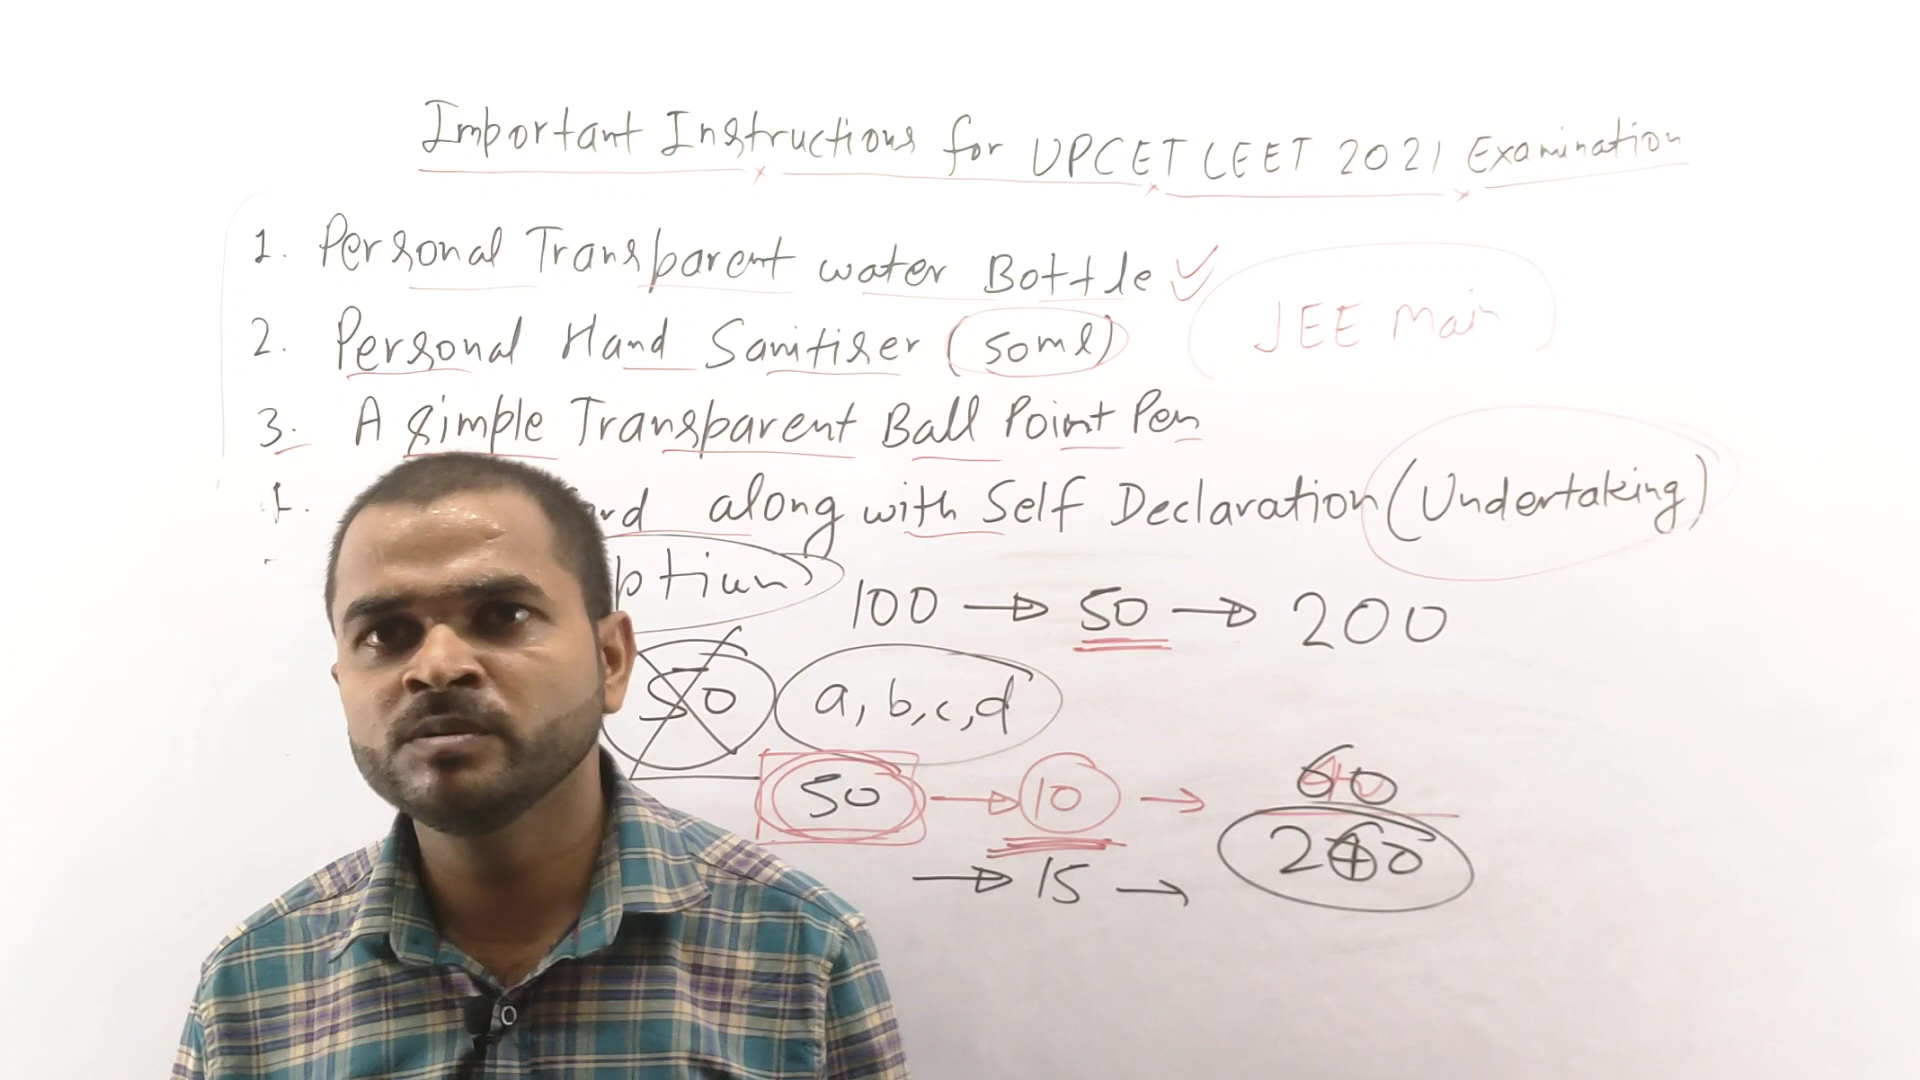 Important Instructions for UPCET LEET 2021 Examination
1. Personal Transparent water Bottle
JEE Main
2. Personal Hand Sanitiser (50ml)
3. A simple Transparent Ball Point Pen
along with Self Declaration (Undertaking)
100 → 50 → 200
50 a, b, c, d
50 → 10 →
→ 15 →